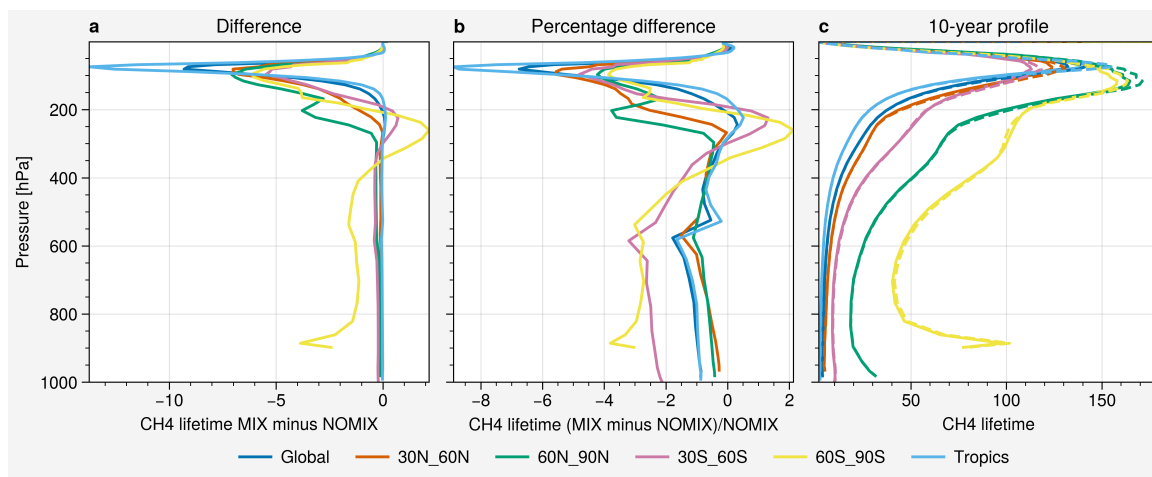 a Difference
b Percentage difference
c 10-year profile
Pressure [hPa]
200
400
600
800
1000
−10 −5 0
−8 −6 −4 −2 0 2
50 100 150
CH4 lifetime MIX minus NOMIX
CH4 lifetime (MIX minus NOMIX)/NOMIX
CH4 lifetime
Global 30N_60N 60N_90N 30S_60S 60S_90S Tropics